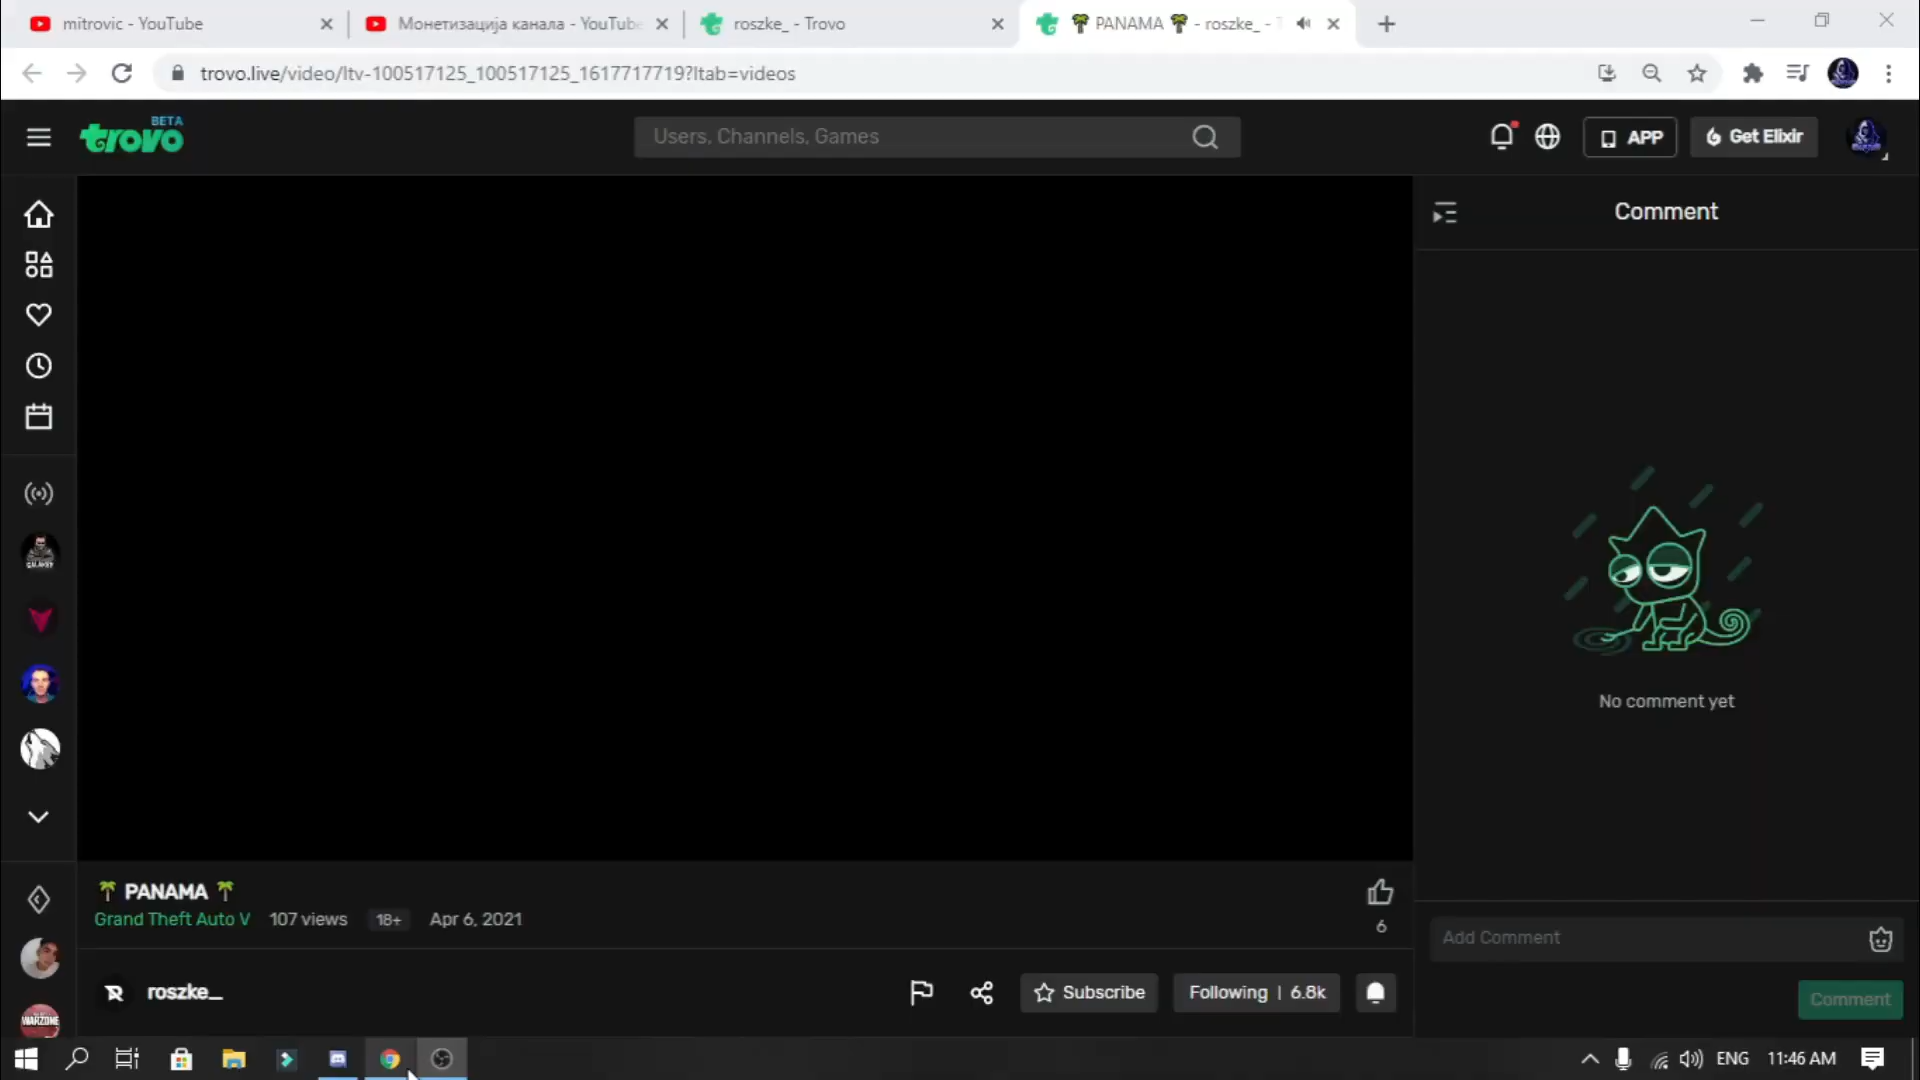 mitrovic - YouTube
Монетизација канала - YouTube
roszke_ - Trovo
🌴 PANAMA 🌴 - roszke_ - T
trovo.live/video/ltv-100517125_100517125_1617717719?ltab=videos
trovo BETA
Users, Channels, Games
APP
Get Elixir
Comment
No comment yet
🌴 PANAMA 🌴
Grand Theft Auto V 107 views 18+ Apr 6, 2021
6
Add Comment
roszke_
Subscribe
Following | 6.8k
Comment
WARZONE
ENG 11:46 AM